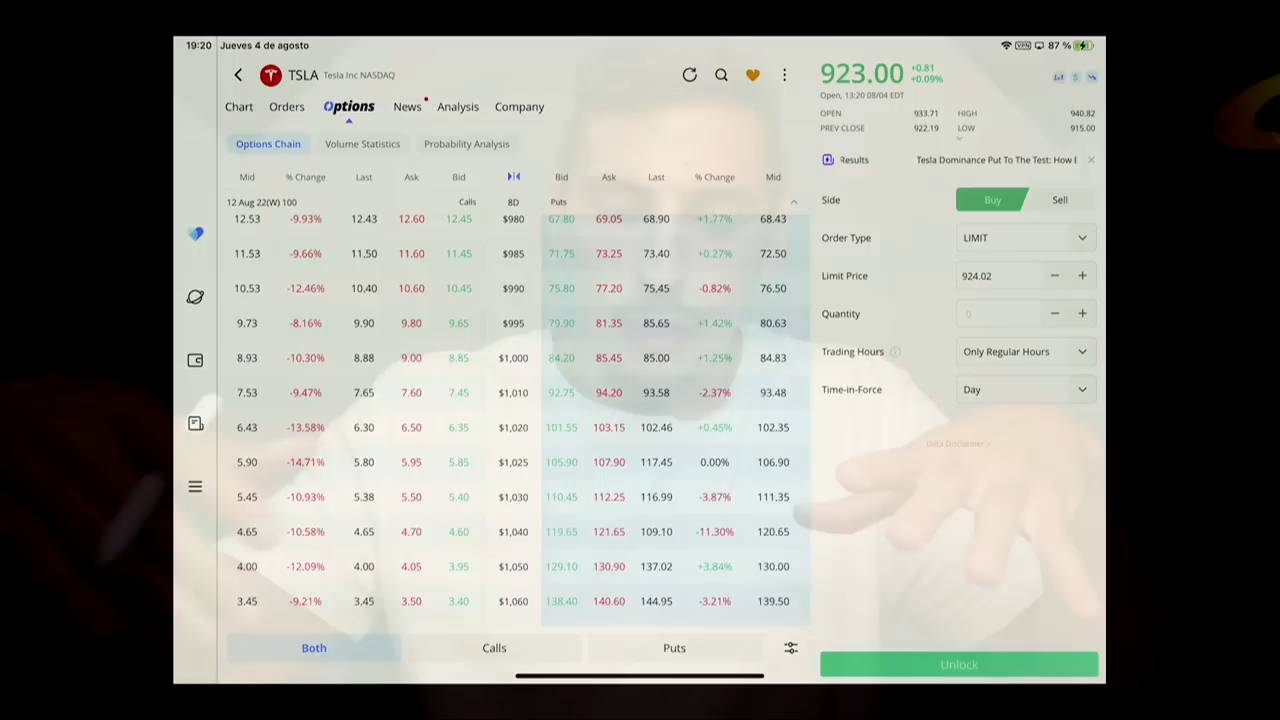 19:20 Jueves 4 de agosto
VPN 87 %
TSLA Tesla Inc NASDAQ
Chart Orders Options News Analysis Company
Options Chain Volume Statistics Probability Analysis
Mid % Change Last Ask Bid Bid Ask Last % Change Mid
12 Aug 22(W) 100 Calls 8D Puts
12.53 -9.93% 12.43 12.60 12.45 $980 67.80 69.05 68.90 +1.77% 68.43
11.53 -9.66% 11.50 11.60 11.45 $985 71.75 73.25 73.40 +0.27% 72.50
10.53 -12.46% 10.40 10.60 10.45 $990 75.80 77.20 75.45 -0.82% 76.50
9.73 -8.16% 9.90 9.80 9.65 $995 79.90 81.35 85.65 +1.42% 80.63
8.93 -10.30% 8.88 9.00 8.85 $1,000 84.20 85.45 85.00 +1.25% 84.83
7.53 -9.47% 7.65 7.60 7.45 $1,010 92.75 94.20 93.58 -2.37% 93.48
6.43 -13.58% 6.30 6.50 6.35 $1,020 101.55 103.15 102.46 +0.45% 102.35
5.90 -14.71% 5.80 5.95 5.85 $1,025 105.90 107.90 117.45 0.00% 106.90
5.45 -10.93% 5.38 5.50 5.40 $1,030 110.45 112.25 116.99 -3.87% 111.35
4.65 -10.58% 4.65 4.70 4.60 $1,040 119.65 121.65 109.10 -11.30% 120.65
4.00 -12.09% 4.00 4.05 3.95 $1,050 129.10 130.90 137.02 +3.84% 130.00
3.45 -9.21% 3.45 3.50 3.40 $1,060 138.40 140.60 144.95 -3.21% 139.50
Both Calls Puts
923.00 +0.81
+0.09%
Open, 13:20 08/04 EDT
OPEN 933.71 HIGH 940.82
PREV CLOSE 922.19 LOW 915.00
Results Tesla Dominance Put To The Test: How
Side Buy Sell
Order Type LIMIT
Limit Price 924.02 − +
Quantity 0 − +
Trading Hours Only Regular Hours
Time-in-Force Day
Data Disclaimer >
Unlock